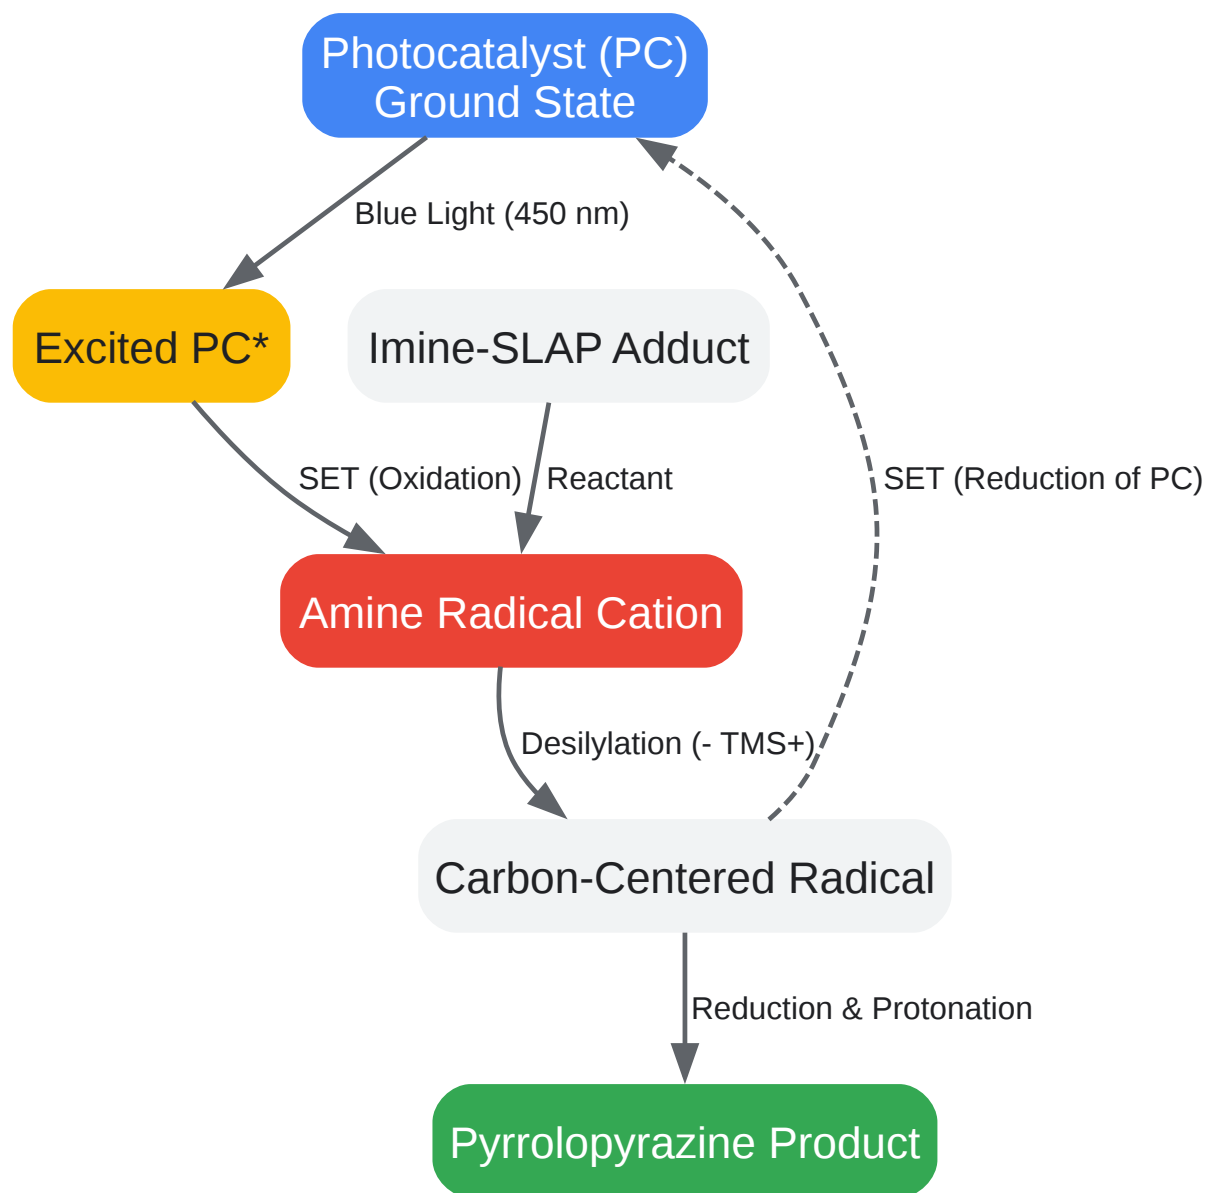 Photocatalyst (PC)
Ground State
Blue Light (450 nm)
Excited PC*
Imine-SLAP Adduct
SET (Oxidation)
Reactant
SET (Reduction of PC)
Amine Radical Cation
Desilylation (- TMS+)
Carbon-Centered Radical
Reduction & Protonation
Pyrrolopyrazine Product